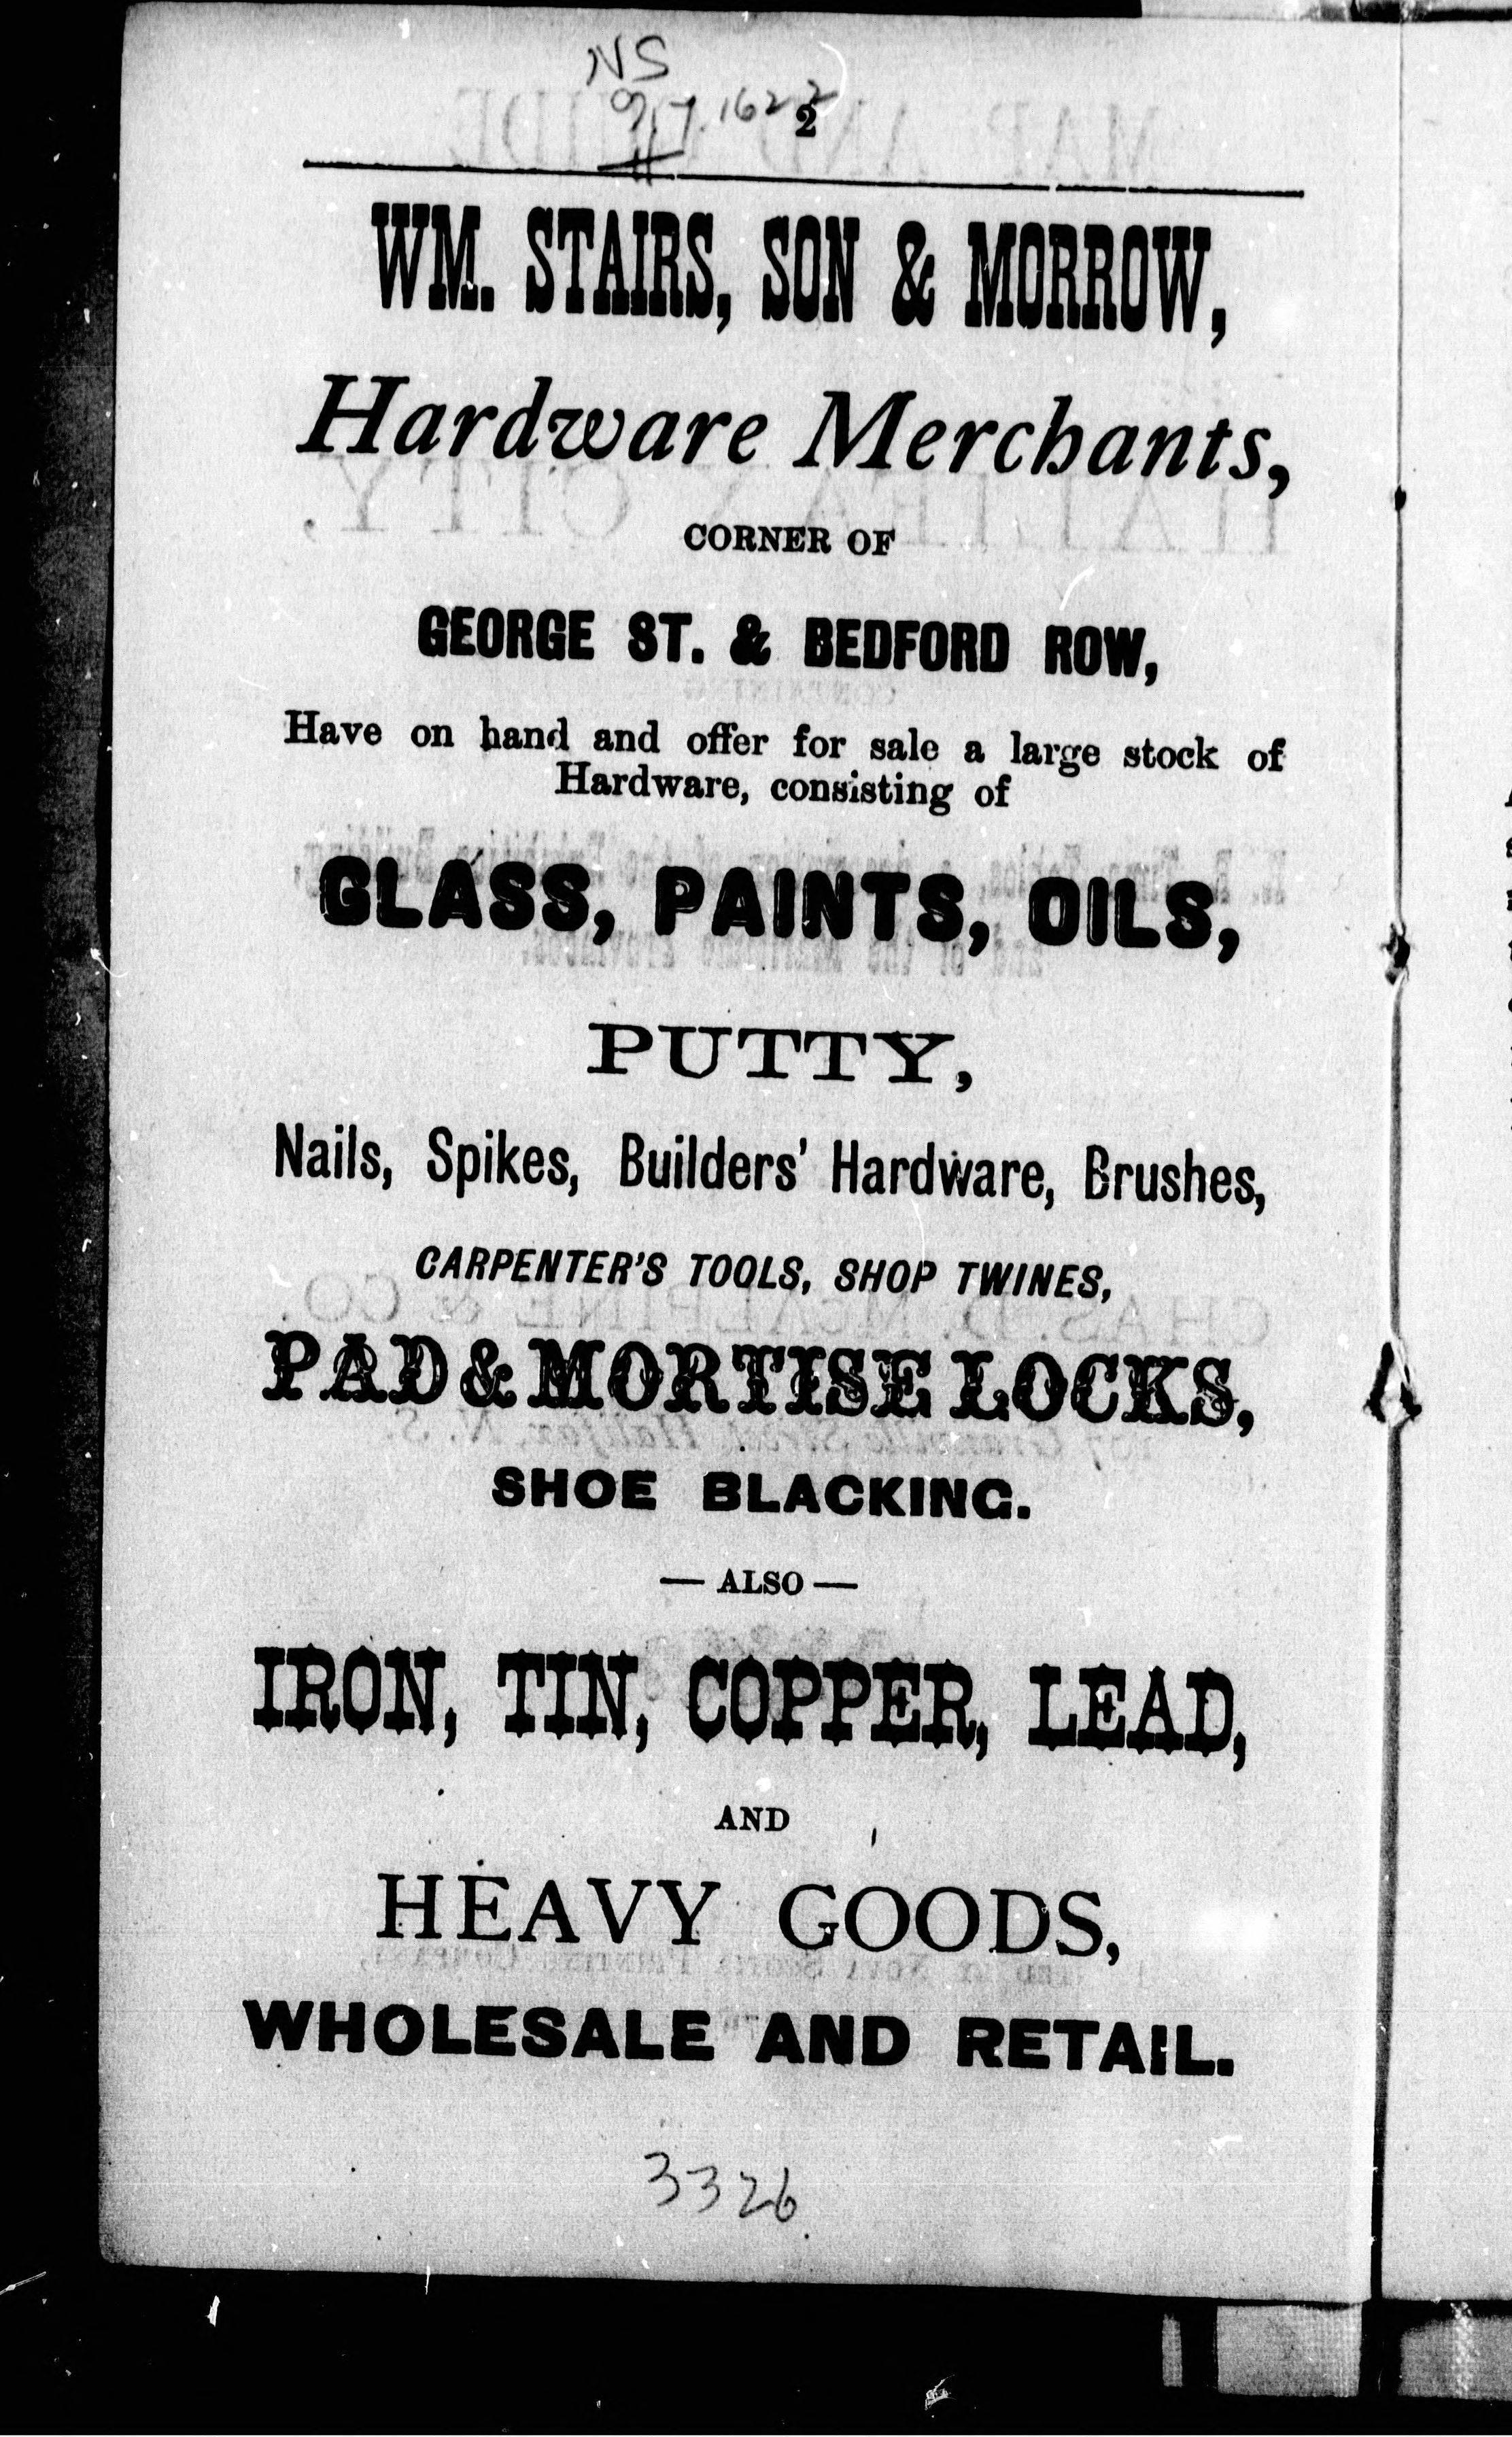 NS
917.1622
2
WM. STAIRS, SON & MORROW,
Hardware Merchants,
CORNER OF
GEORGE ST. & BEDFORD ROW,
Have on hand and offer for sale a large stock of
Hardware, consisting of
GLASS, PAINTS, OILS,
PUTTY,
Nails, Spikes, Builders' Hardware, Brushes,
CARPENTER'S TOOLS, SHOP TWINES,
PAD & MORTISE LOCKS,
SHOE BLACKING.
— ALSO —
IRON, TIN, COPPER, LEAD,
AND
HEAVY GOODS,
WHOLESALE AND RETAIL.
3326